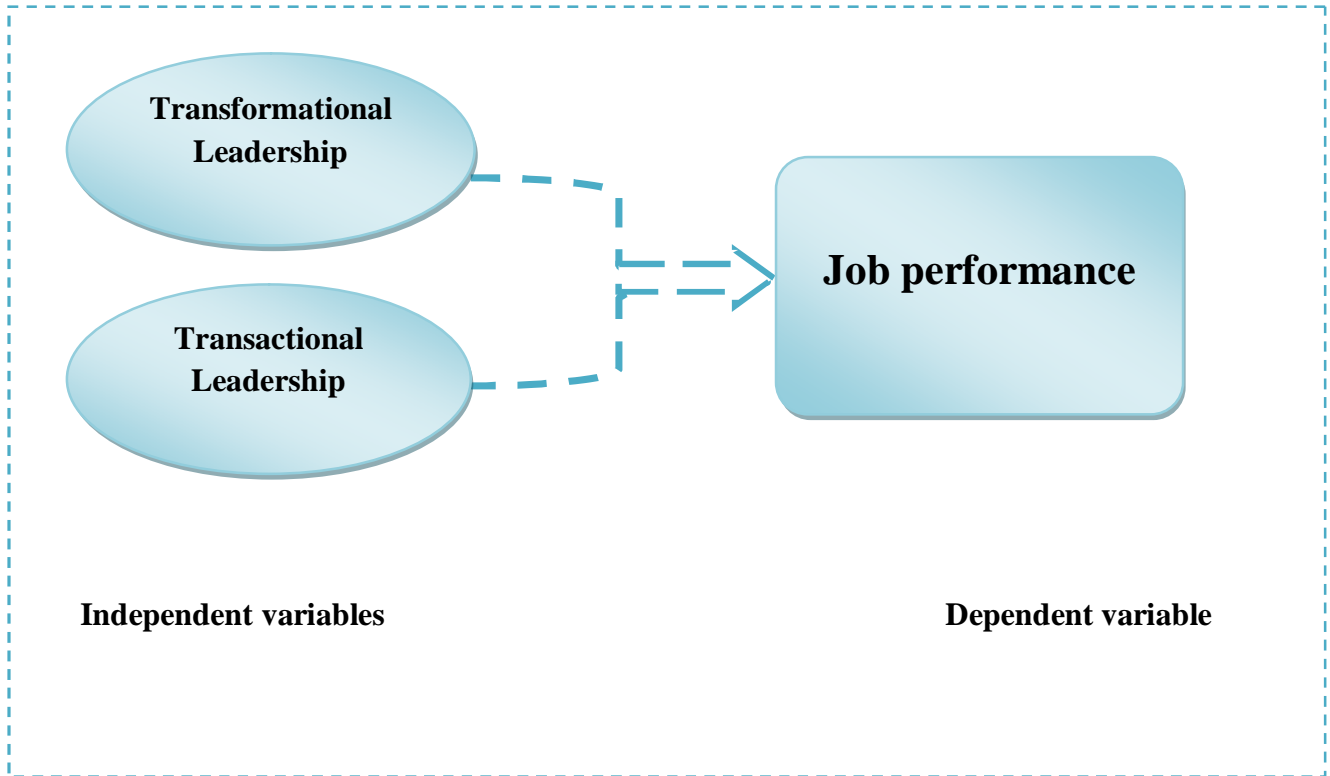 Transformational
Leadership
Job performance
Transactional
Leadership
Independent variables
Dependent variable